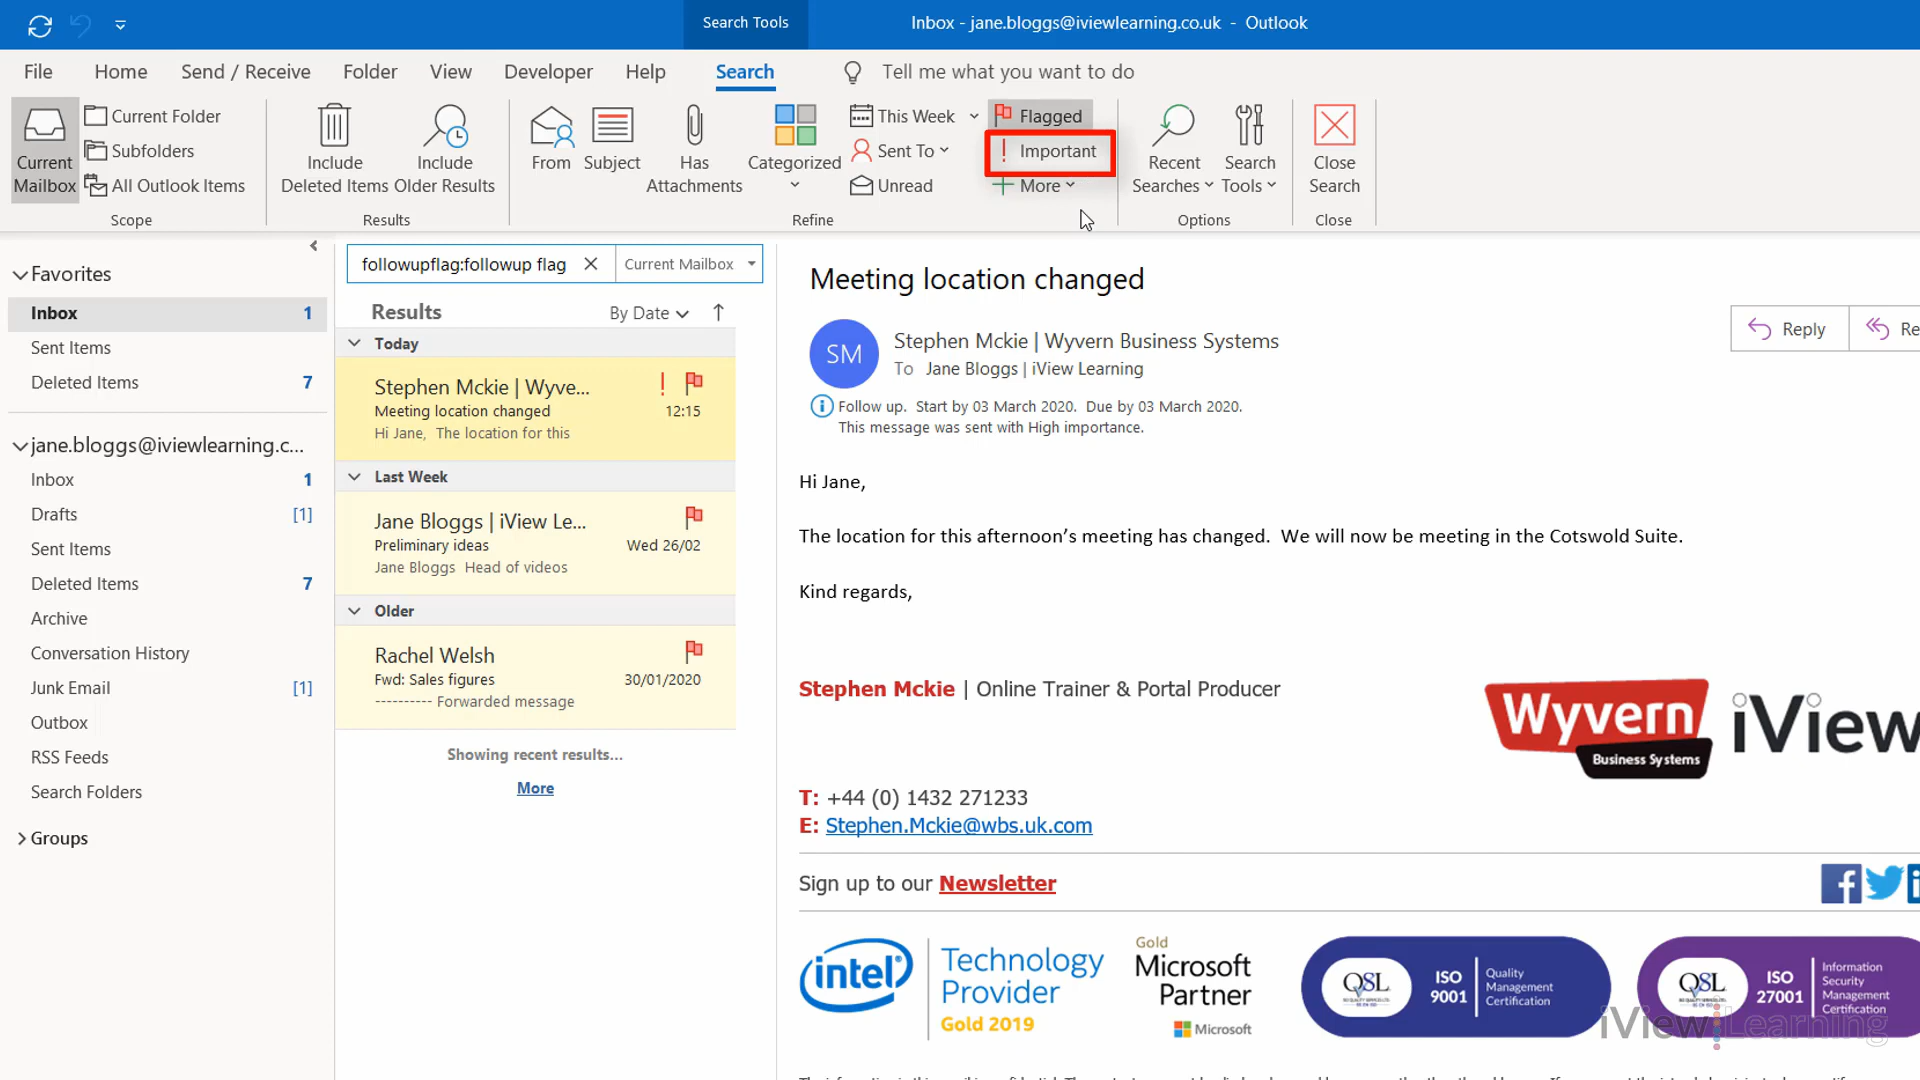 Search Tools
Inbox - jane.bloggs@iviewlearning.co.uk - Outlook
File Home Send / Receive Folder View Developer Help Search Tell me what you want to do
Current Mailbox
Current Folder
Subfolders
All Outlook Items
Scope
Include Deleted Items
Include Older Results
Results
From
Subject
Has Attachments
Categorized
This Week
Sent To
Unread
Flagged
Important
More
Refine
Recent Searches
Search Tools
Options
Close Search
Close
Favorites
Inbox 1
Sent Items
Deleted Items 7
jane.bloggs@iviewlearning.c...
Inbox 1
Drafts [1]
Sent Items
Deleted Items 7
Archive
Conversation History
Junk Email [1]
Outbox
RSS Feeds
Search Folders
Groups
followupflag:followup flag
Current Mailbox
Results By Date
Today
Stephen Mckie | Wyve...
Meeting location changed 12:15
Hi Jane, The location for this
Last Week
Jane Bloggs | iView Le...
Preliminary ideas Wed 26/02
Jane Bloggs Head of videos
Older
Rachel Welsh
Fwd: Sales figures 30/01/2020
---------- Forwarded message
Showing recent results...
More
Meeting location changed
SM
Stephen Mckie | Wyvern Business Systems
To Jane Bloggs | iView Learning
Follow up. Start by 03 March 2020. Due by 03 March 2020.
This message was sent with High importance.
Reply
Re
Hi Jane,
The location for this afternoon's meeting has changed. We will now be meeting in the Cotswold Suite.
Kind regards,
Stephen Mckie | Online Trainer & Portal Producer
Wyvern
Business Systems
iView
T: +44 (0) 1432 271233
E: Stephen.Mckie@wbs.uk.com
Sign up to our Newsletter
intel
Technology
Provider
Gold 2019
Gold
Microsoft
Partner
Microsoft
QSL
ISO
9001
Quality
Management
Certification
QSL
ISO
27001
Information
Security
Management
Certification
iView Learning